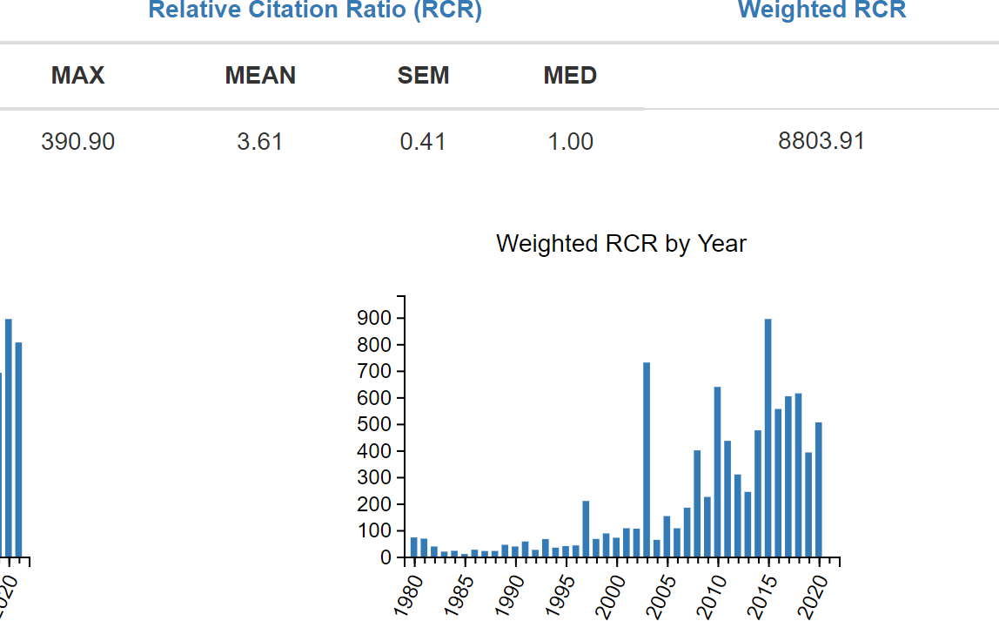 Relative Citation Ratio (RCR) Weighted RCR
MAX MEAN SEM MED
390.90 3.61 0.41 1.00 8803.91
Weighted RCR by Year
900
800
700
600
500
400
300
200
100
0
1980 1985 1990 1995 2000 2005 2010 2015 2020